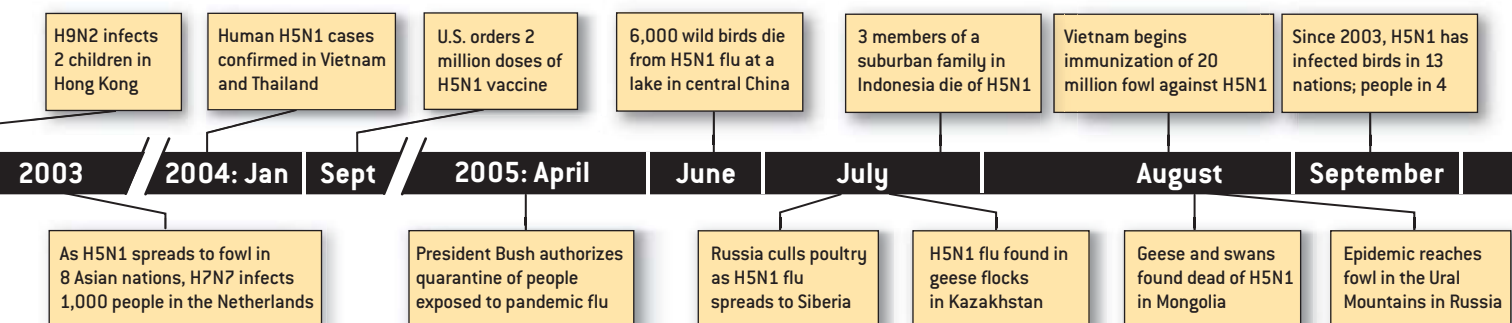 H9N2 infects
2 children in
Hong Kong
Human H5N1 cases
confirmed in Vietnam
and Thailand
U.S. orders 2
million doses of
H5N1 vaccine
6,000 wild birds die
from H5N1 flu at a
lake in central China
3 members of a
suburban family in
Indonesia die of H5N1
Vietnam begins
immunization of 20
million fowl against H5N1
Since 2003, H5N1 has
infected birds in 13
nations; people in 4
2003
2004: Jan
Sept
2005: April
June
July
August
September
As H5N1 spreads to fowl in
8 Asian nations, H7N7 infects
1,000 people in the Netherlands
President Bush authorizes
quarantine of people
exposed to pandemic flu
Russia culls poultry
as H5N1 flu
spreads to Siberia
H5N1 flu found in
geese flocks
in Kazakhstan
Geese and swans
found dead of H5N1
in Mongolia
Epidemic reaches
fowl in the Ural
Mountains in Russia